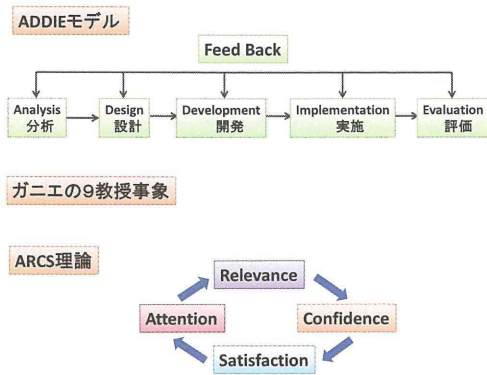 ADDIEモデル
Feed Back
Analysis
分析
Design
設計
Development
開発
Implementation
実施
Evaluation
評価
ガニエの9教授事象
ARCS理論
Relevance
Attention
Confidence
Satisfaction